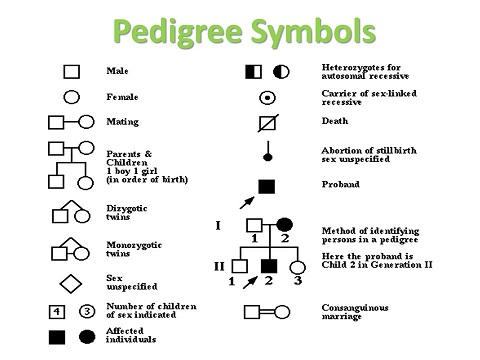 Pedigree Symbols
Male
Female
Mating
Parents &
Children
1 boy 1 girl
(in order of birth)
Dizygotic
twins
Monozygotic
twins
Sex
unspecified
4 3 Number of children
of sex indicated
Affected
individuals
Heterozygotes for
autosomal recessive
Carrier of sex-linked
recessive
Death
Abortion of stillbirth
sex unspecified
Proband
I
1 2
II
1 2 3
Method of identifying
persons in a pedigree
Here the proband is
Child 2 in Generation II
Consanguinous
marriage